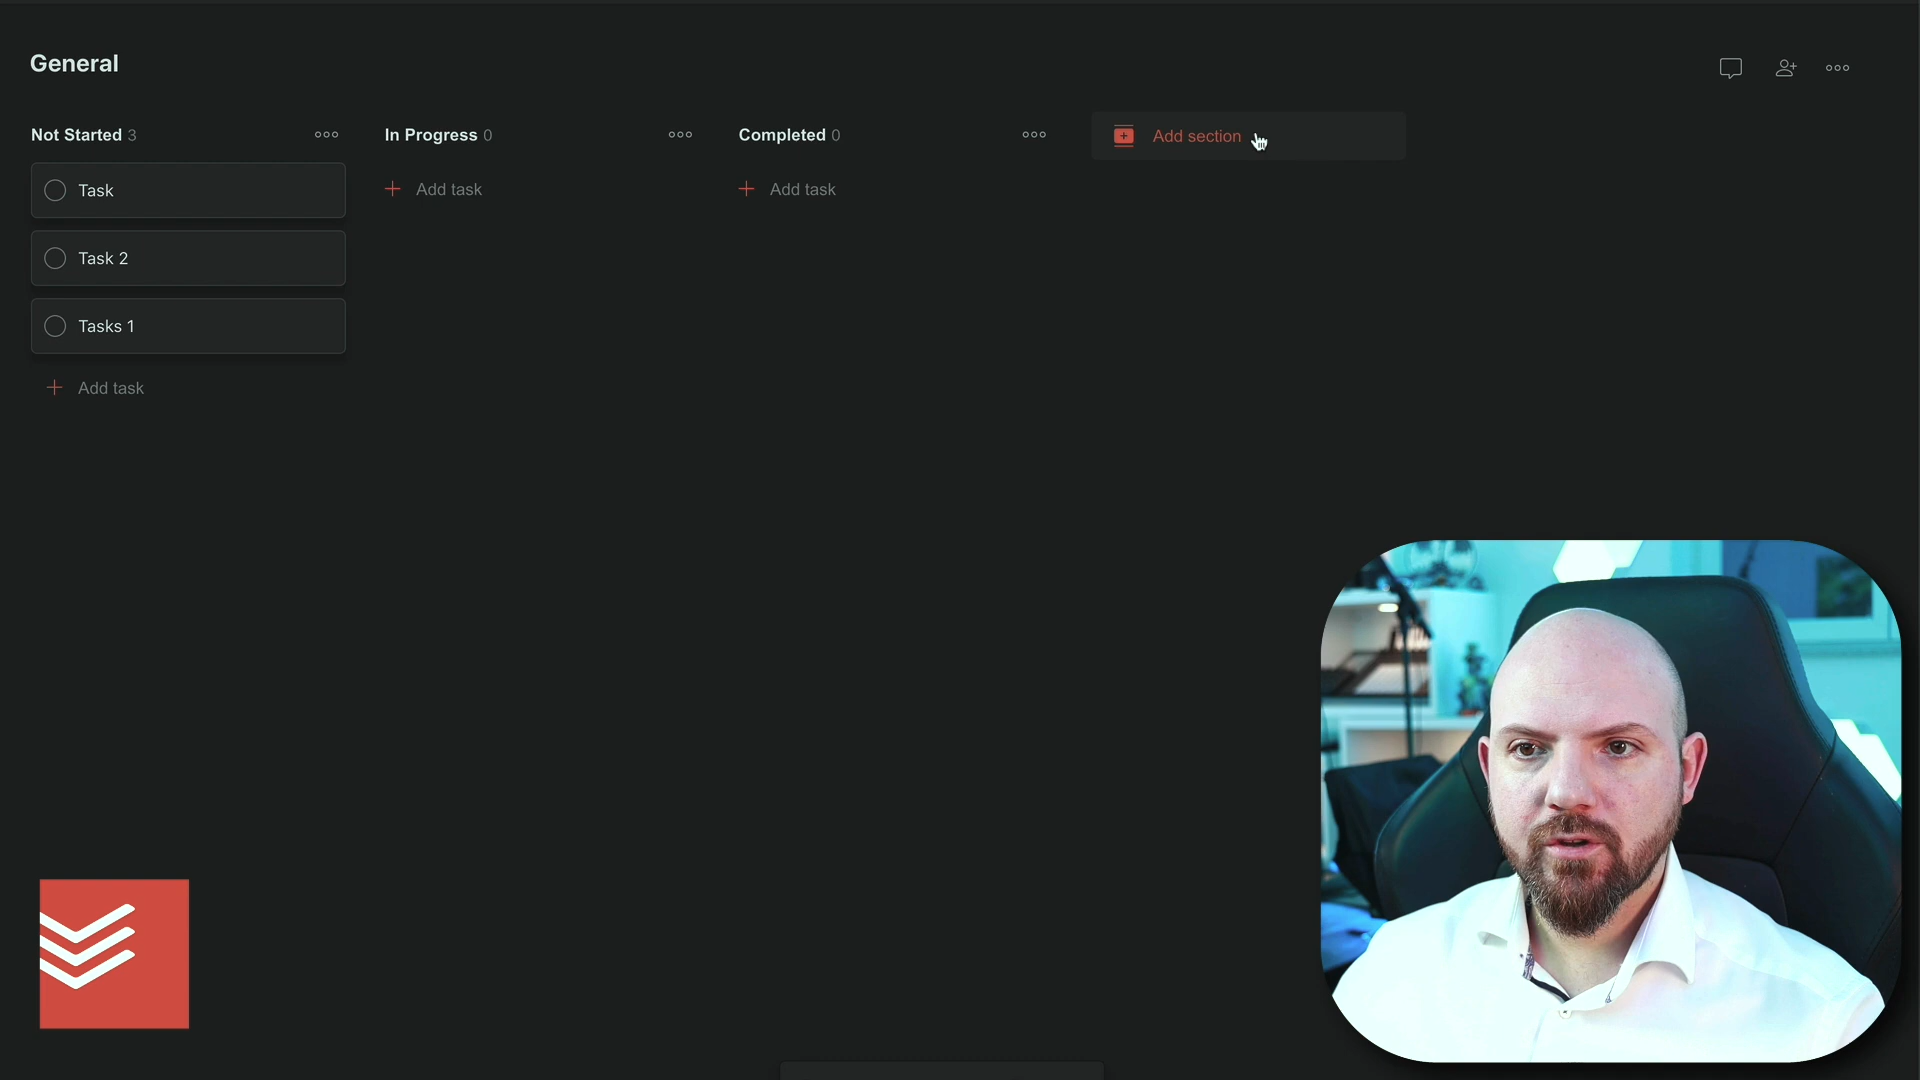 General
Not Started 3
In Progress 0
Completed 0
Add section
Task
Task 2
Tasks 1
Add task
Add task
Add task